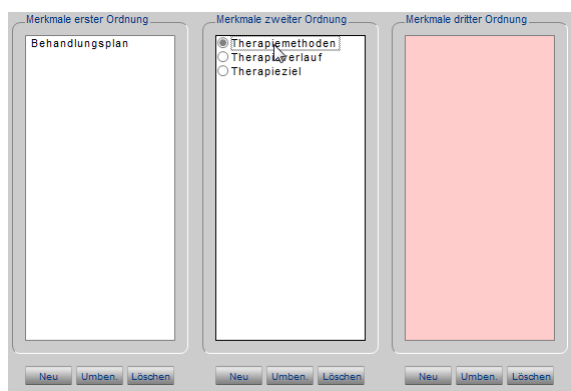 Merkmale erster Ordnung
Behandlungsplan
Neu Umben. Löschen
Merkmale zweiter Ordnung
Therapiemethoden
Therapieverlauf
Therapieziel
Neu Umben. Löschen
Merkmale dritter Ordnung
Neu Umben. Löschen